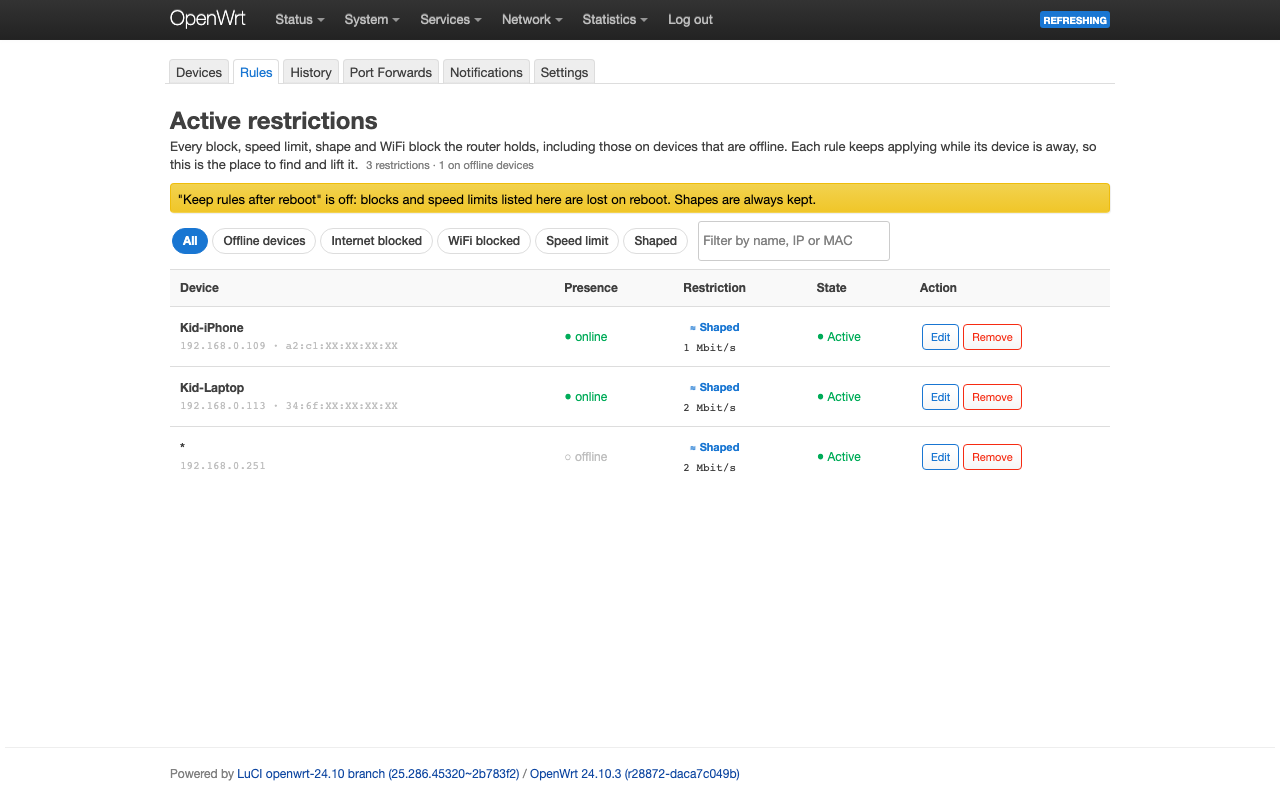 OpenWrt Status System Services Network Statistics Log out REFRESHING
Devices Rules History Port Forwards Notifications Settings
Active restrictions
Every block, speed limit, shape and WiFi block the router holds, including those on devices that are offline. Each rule keeps applying while its device is away, so
this is the place to find and lift it. 3 restrictions · 1 on offline devices
"Keep rules after reboot" is off: blocks and speed limits listed here are lost on reboot. Shapes are always kept.
All Offline devices Internet blocked WiFi blocked Speed limit Shaped Filter by name, IP or MAC
Device Presence Restriction State Action
Kid-iPhone
192.168.0.109 · a2:c1:XX:XX:XX:XX
● online
≈ Shaped
1 Mbit/s
● Active
Edit Remove
Kid-Laptop
192.168.0.113 · 34:6f:XX:XX:XX:XX
● online
≈ Shaped
2 Mbit/s
● Active
Edit Remove
*
192.168.0.251
○ offline
≈ Shaped
2 Mbit/s
● Active
Edit Remove
Powered by LuCI openwrt-24.10 branch (25.286.45320~2b783f2) / OpenWrt 24.10.3 (r28872-daca7c049b)